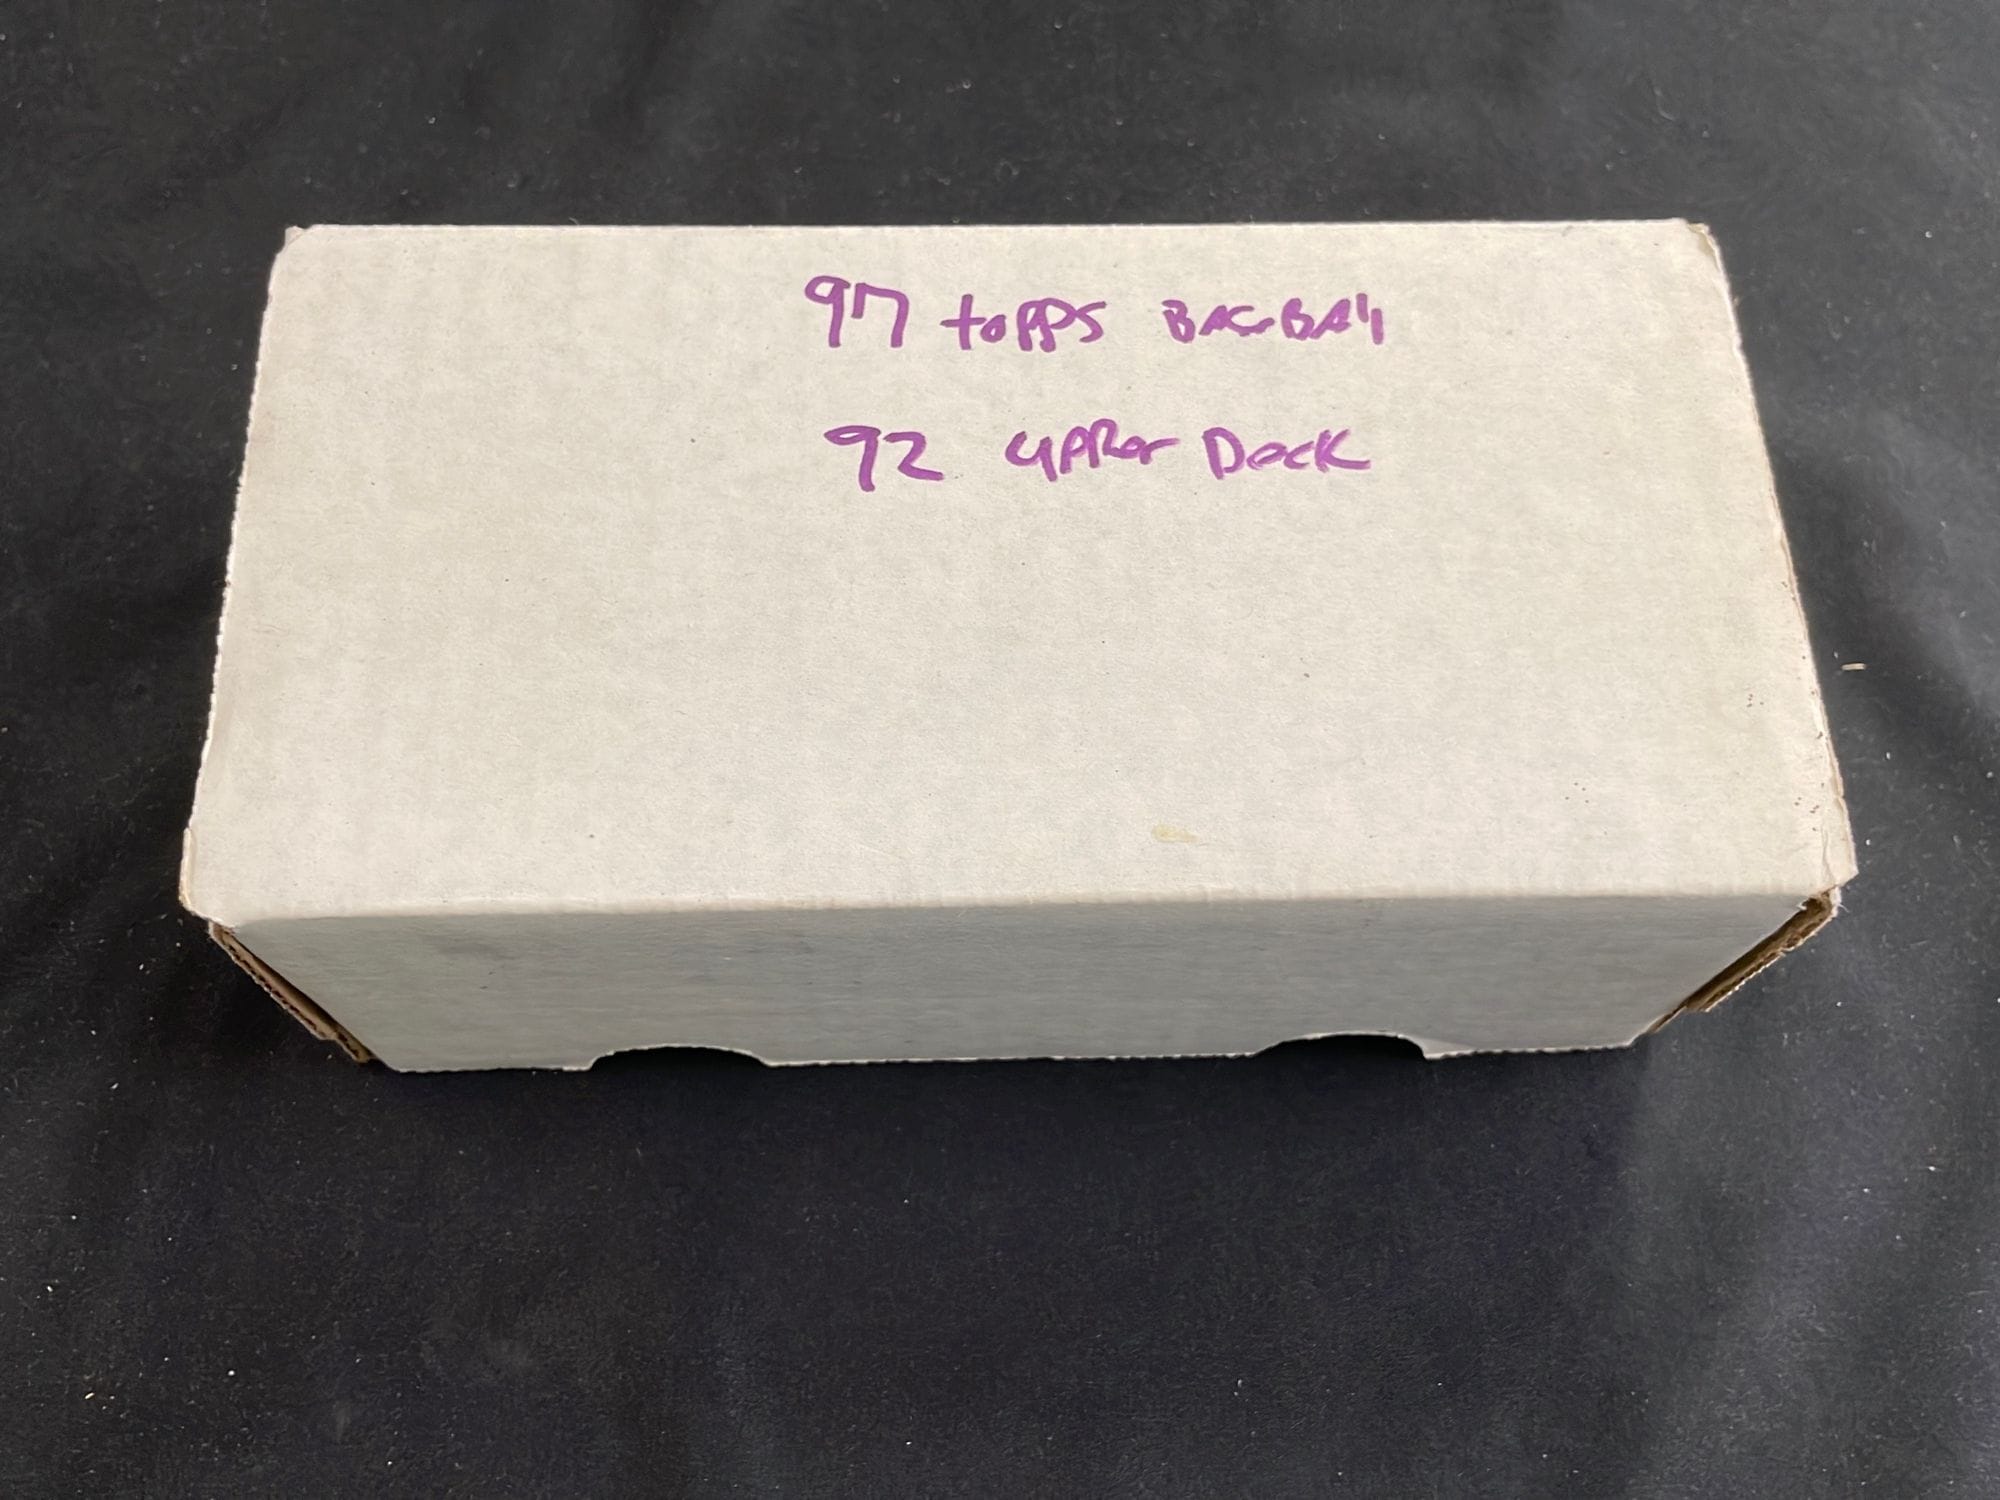 97 topps BaseBall
92 upper Deck